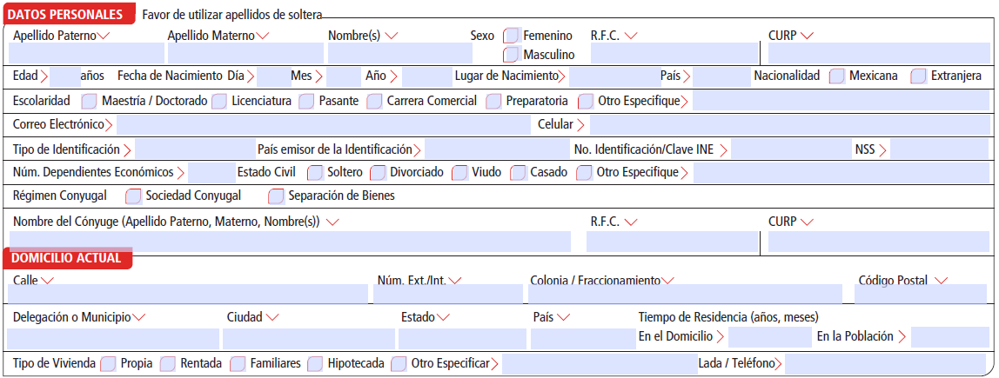 DATOS PERSONALES Favor de utilizar apellidos de soltera
Apellido Paterno Apellido Materno Nombre(s) Sexo Femenino R.F.C. CURP
Masculino
Edad años Fecha de Nacimiento Día Mes Año Lugar de Nacimiento País Nacionalidad Mexicana Extranjera
Escolaridad Maestría / Doctorado Licenciatura Pasante Carrera Comercial Preparatoria Otro Especifique
Correo Electrónico Celular
Tipo de Identificación País emisor de la Identificación No. Identificación/Clave INE NSS
Núm. Dependientes Económicos Estado Civil Soltero Divorciado Viudo Casado Otro Especifique
Régimen Conyugal Sociedad Conyugal Separación de Bienes
Nombre del Cónyuge (Apellido Paterno, Materno, Nombre(s)) R.F.C. CURP
DOMICILIO ACTUAL
Calle Núm. Ext./Int. Colonia / Fraccionamiento Código Postal
Delegación o Municipio Ciudad Estado País Tiempo de Residencia (años, meses)
En el Domicilio En la Población
Tipo de Vivienda Propia Rentada Familiares Hipotecada Otro Especificar Lada / Teléfono